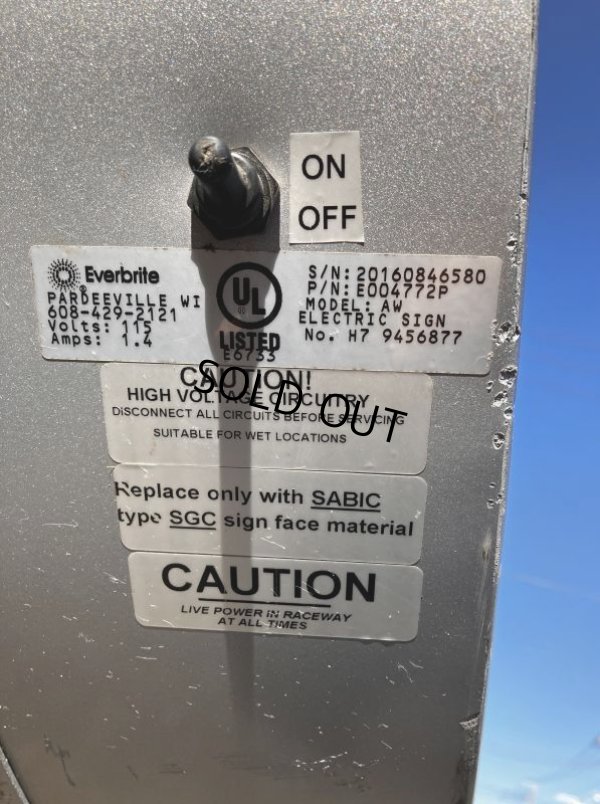 ON
OFF
Everbrite
PARDEEVILLE WI
608-429-2121
Volts: 115
Amps: 1.4
UL
LISTED
E6733
S/N: 20160846580
P/N: E004772P
MODEL: AW
ELECTRIC SIGN
No. H7 9456877
CAUTION!
HIGH VOLTAGE CIRCUITRY
DISCONNECT ALL CIRCUITS BEFORE SERVICING
SUITABLE FOR WET LOCATIONS
SOLD OUT
Replace only with SABIC
type SGC sign face material
CAUTION
LIVE POWER IN RACEWAY
AT ALL TIMES